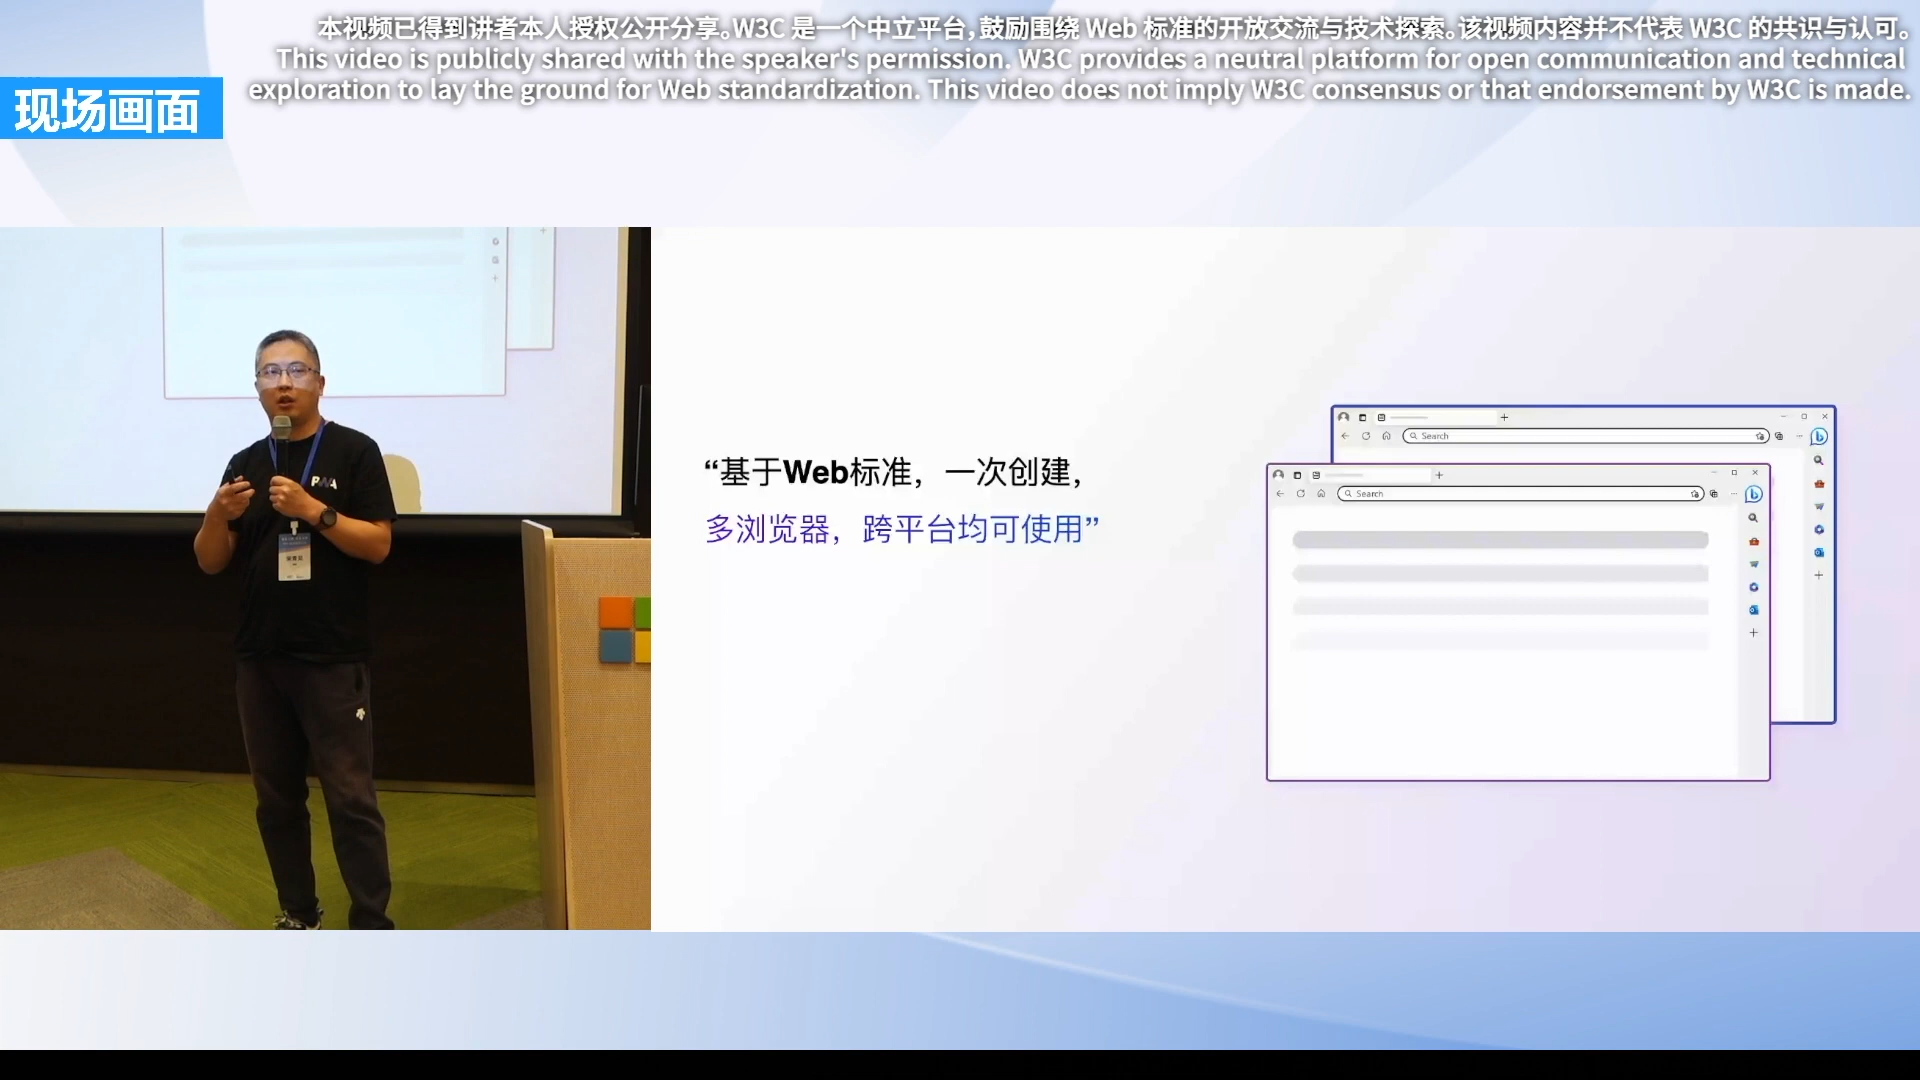 本视频已得到讲者本人授权公开分享。W3C 是一个中立平台，鼓励围绕 Web 标准的开放交流与技术探索。该视频内容并不代表 W3C 的共识与认可。
This video is publicly shared with the speaker's permission. W3C provides a neutral platform for open communication and technical
exploration to lay the ground for Web standardization. This video does not imply W3C consensus or that endorsement by W3C is made.
现场画面
PWA
“基于Web标准，一次创建，
多浏览器，跨平台均可使用”
Search
Search